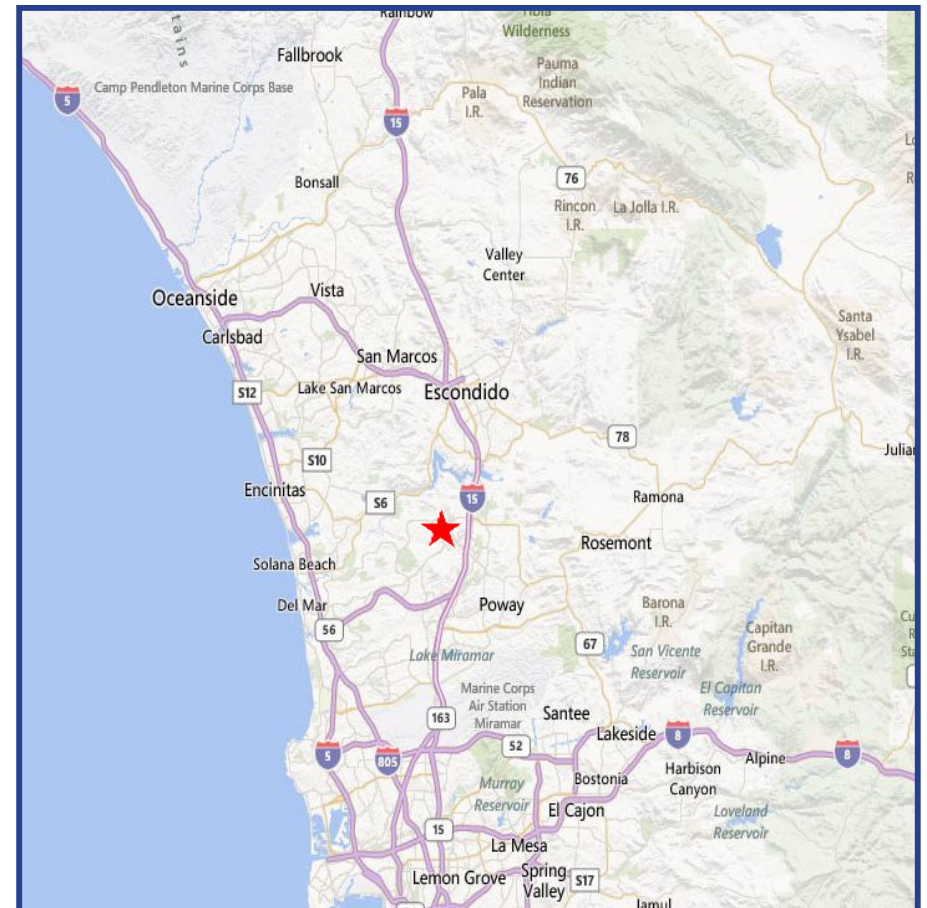 Rainbow
tains
Fallbrook
Wilderness
Pauma
Indian
Reservation
Camp Pendleton Marine Corps Base
5
Pala
I.R.
15
Bonsall
76
Rincon
I.R.
La Jolla I.R.
Valley
Center
Oceanside
Vista
Carlsbad
Santa
Ysabel
I.R.
San Marcos
S12
Lake San Marcos
Escondido
78
S10
Encinitas
S6
15
Ramona
Rosemont
Solana Beach
Del Mar
56
Poway
Barona
I.R.
Capitan
Grande
I.R.
67
San Vicente
Reservoir
Lake Miramar
El Capitan
Reservoir
Marine Corps
Air Station
Miramar
163
Santee
Lakeside
8
52
5
805
Alpine
8
Harbison
Canyon
Bostonia
Murray
Reservoir
El Cajon
Loveland
Reservoir
15
La Mesa
Lemon Grove
Spring
Valley
S17
Jamul